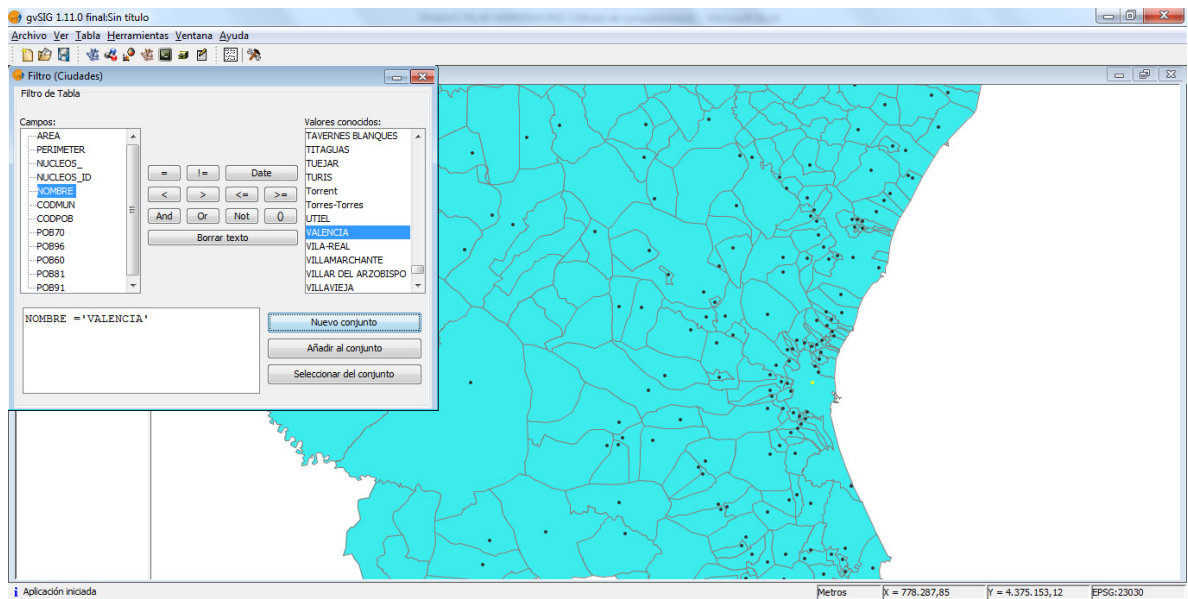 gvSIG 1.11.0 final:Sin título
Archivo Ver Tabla Herramientas Ventana Ayuda
Filtro (Ciudades)
Filtro de Tabla
Campos:
AREA
PERIMETER
NUCLEOS_
NUCLEOS_ID
NOMBRE
CODMUN
CODPOB
POB70
POB96
POB60
POB81
POB91
= != Date
< > <= >=
And Or Not ()
Borrar texto
Valores conocidos:
TAVERNES BLANQUES
TITAGUAS
TUEJAR
TURIS
Torrent
Torres-Torres
UTIEL
VALENCIA
VILA-REAL
VILLAMARCHANTE
VILLAR DEL ARZOBISPO
VILLAVIEJA
NOMBRE ='VALENCIA'
Nuevo conjunto
Añadir al conjunto
Seleccionar del conjunto
Aplicación iniciada
Metros
X = 778.287,85
Y = 4.375.153,12
EPSG:23030